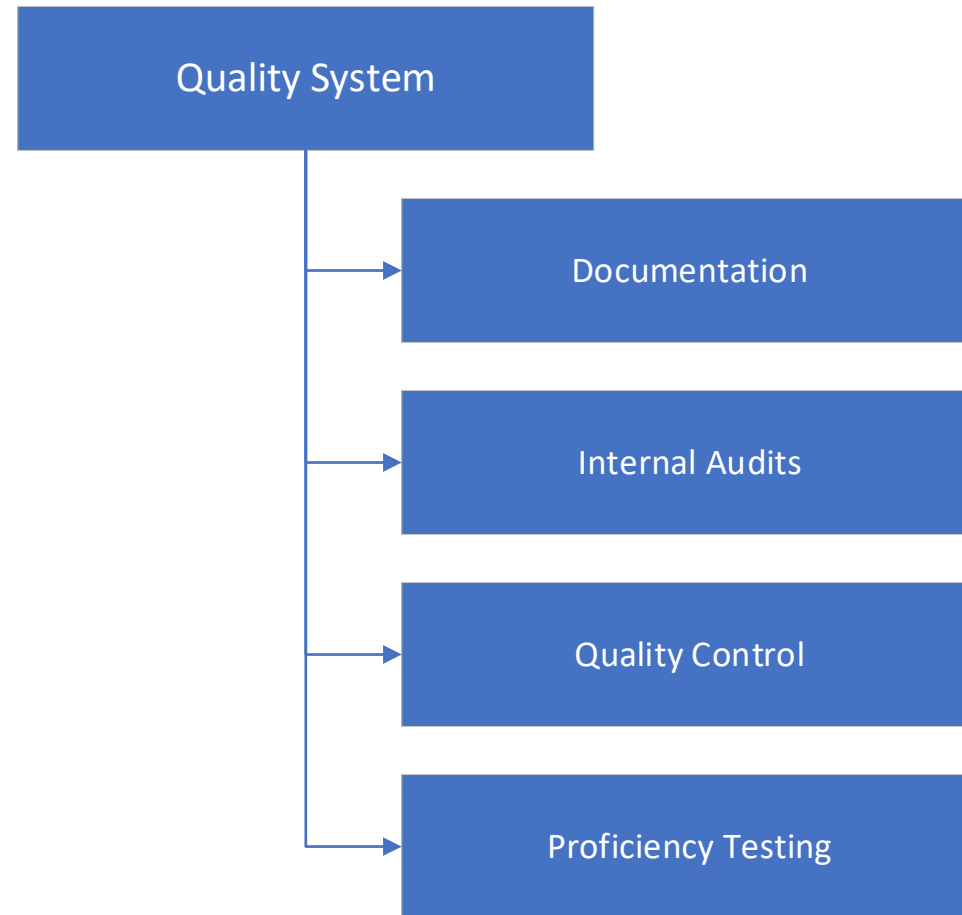 Quality System
Documentation
Internal Audits
Quality Control
Proficiency Testing